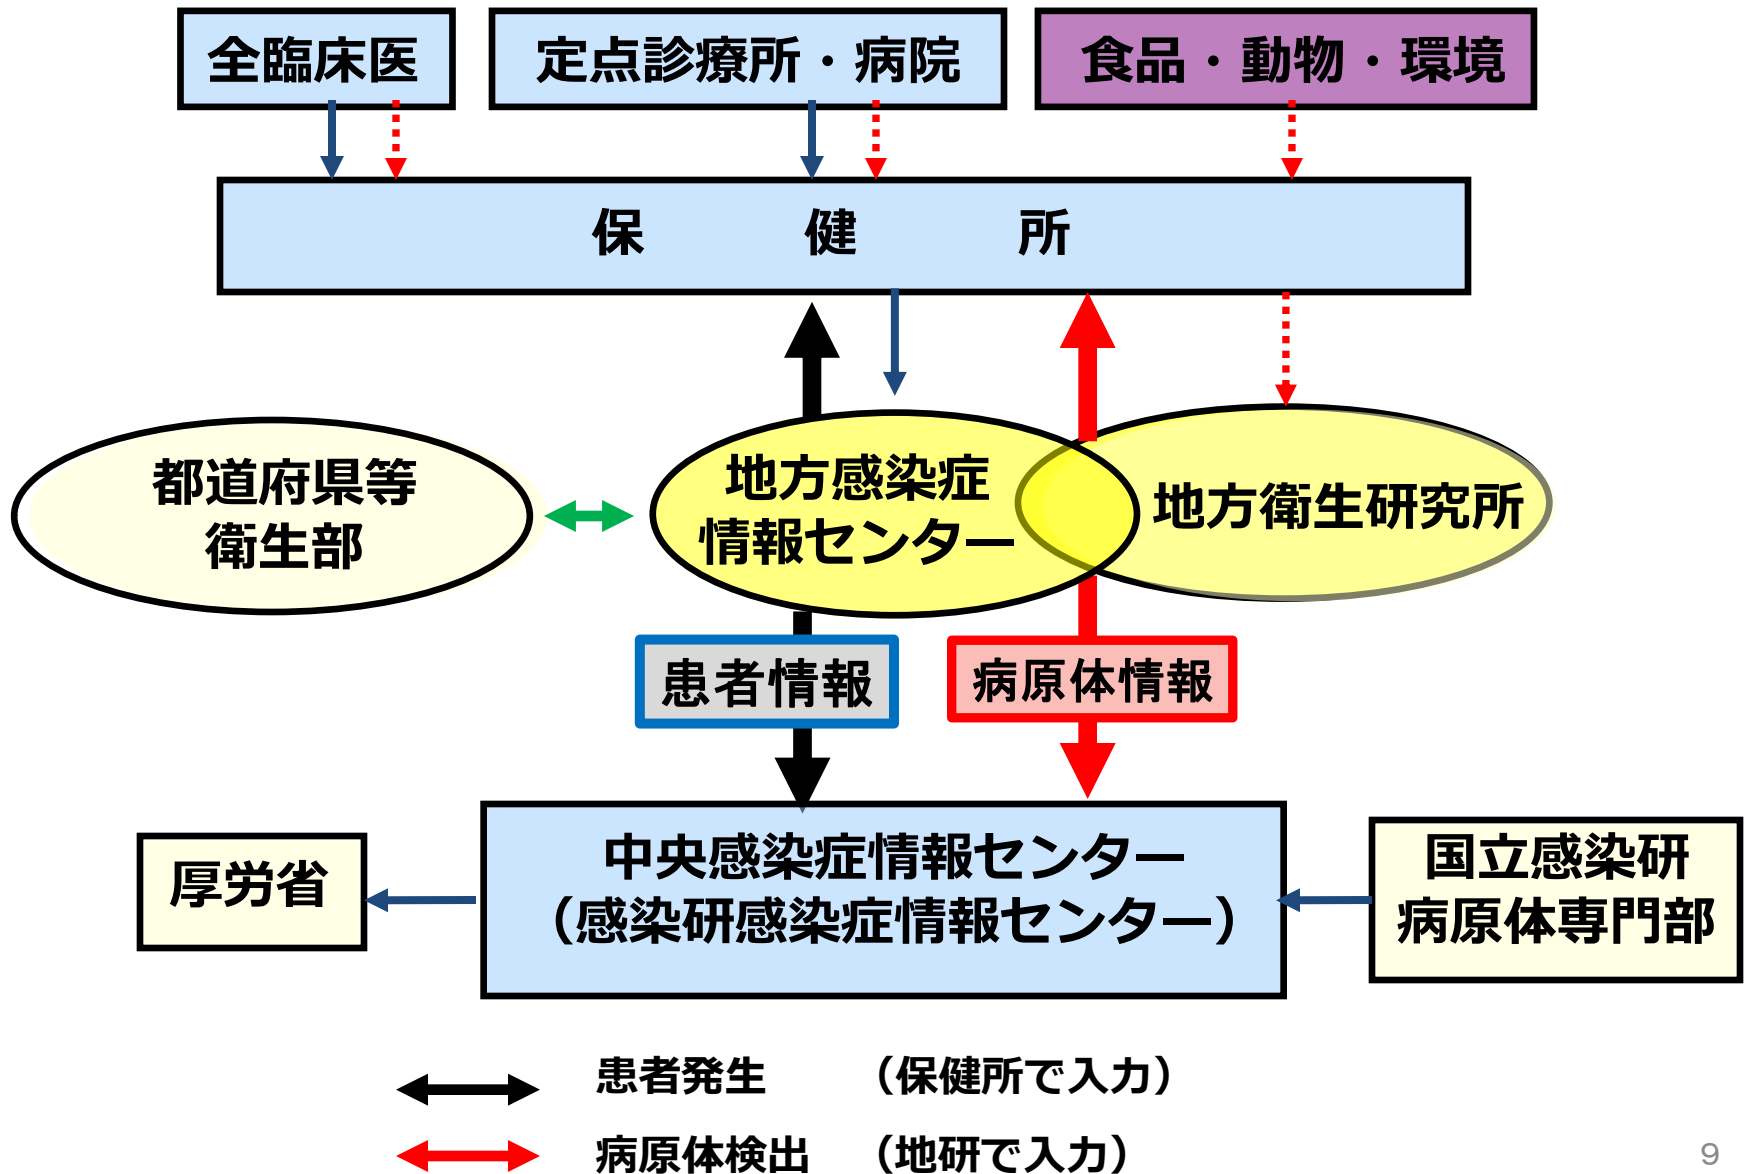 全臨床医
定点診療所・病院
食品・動物・環境
保　健　所
都道府県等
衛生部
地方感染症
情報センター
地方衛生研究所
患者情報
病原体情報
厚労省
中央感染症情報センター
（感染研感染症情報センター）
国立感染研
病原体専門部
患者発生　（保健所で入力）
病原体検出　（地研で入力）
9